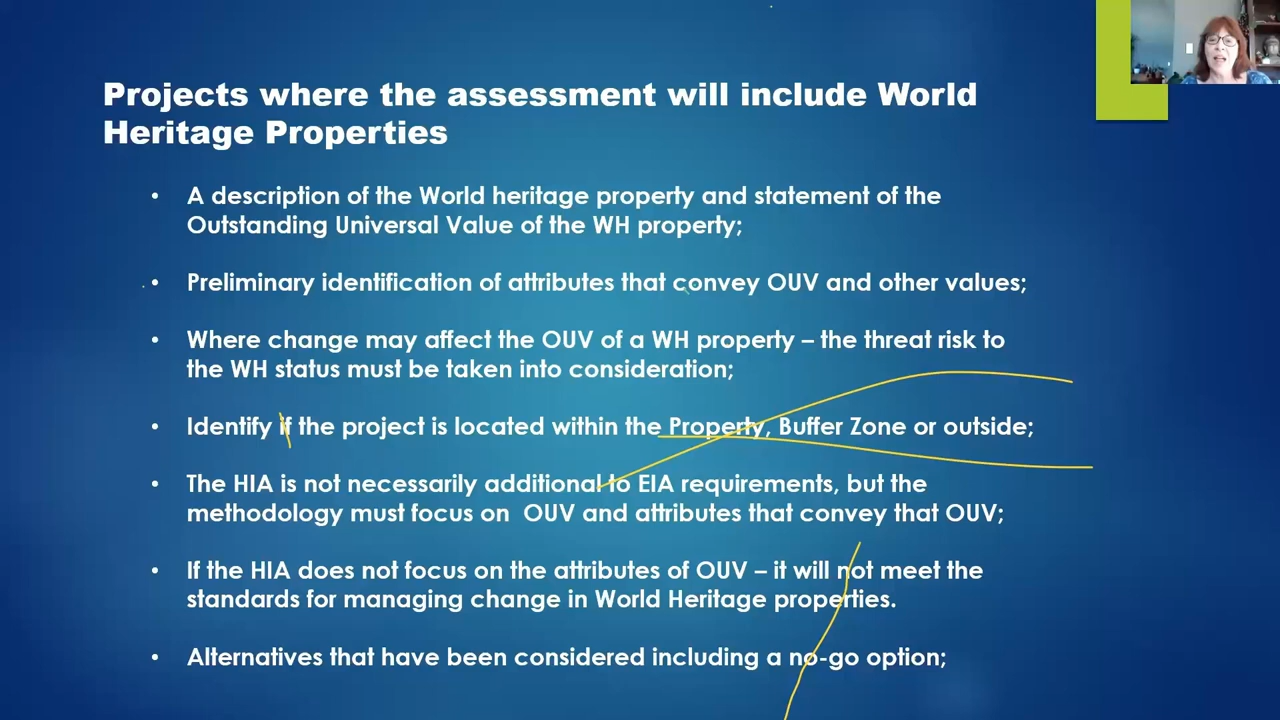 Projects where the assessment will include World
Heritage Properties
• A description of the World heritage property and statement of the
Outstanding Universal Value of the WH property;
• Preliminary identification of attributes that convey OUV and other values;
• Where change may affect the OUV of a WH property – the threat risk to
the WH status must be taken into consideration;
• Identify if the project is located within the Property, Buffer Zone or outside;
• The HIA is not necessarily additional to EIA requirements, but the
methodology must focus on  OUV and attributes that convey that OUV;
• If the HIA does not focus on the attributes of OUV – it will not meet the
standards for managing change in World Heritage properties.
• Alternatives that have been considered including a no-go option;